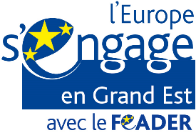 l'Europe
s'engage
en Grand Est
avec le FEADER